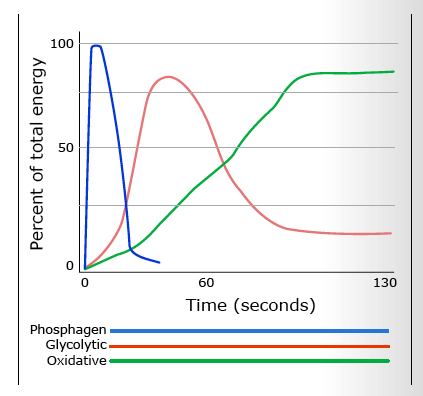 Percent of total energy
100
50
0
0 60 130
Time (seconds)
Phosphagen
Glycolytic
Oxidative